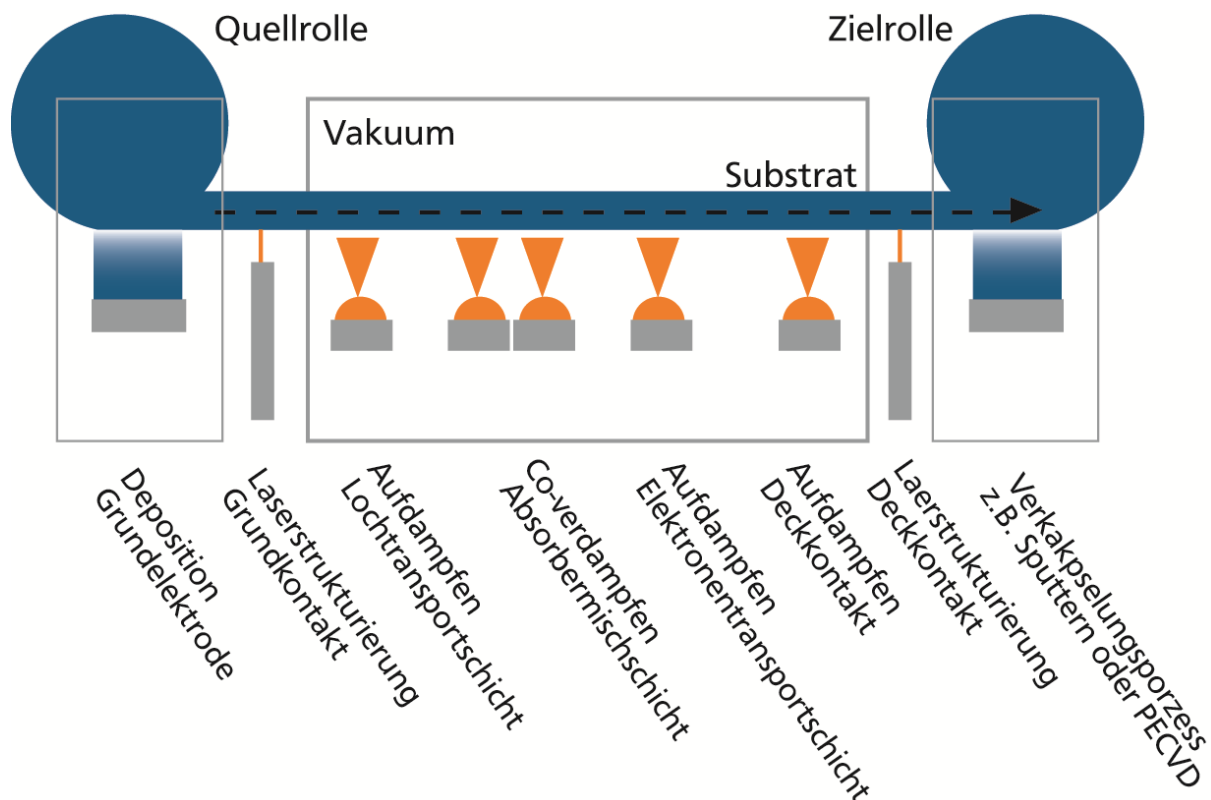 Quellrolle
Zielrolle
Vakuum
Substrat
Deposition
Grundelektrode
Laserstrukturierung
Grundkontakt
Aufdampfen
Lochtransportschicht
Co-verdampfen
Absorbermischschicht
Aufdampfen
Elektronentransportschicht
Aufdampfen
Deckkontakt
Laerstrukturierung
Deckkontakt
Verkakpselungsporzess
z.B. Sputtern oder PECVD